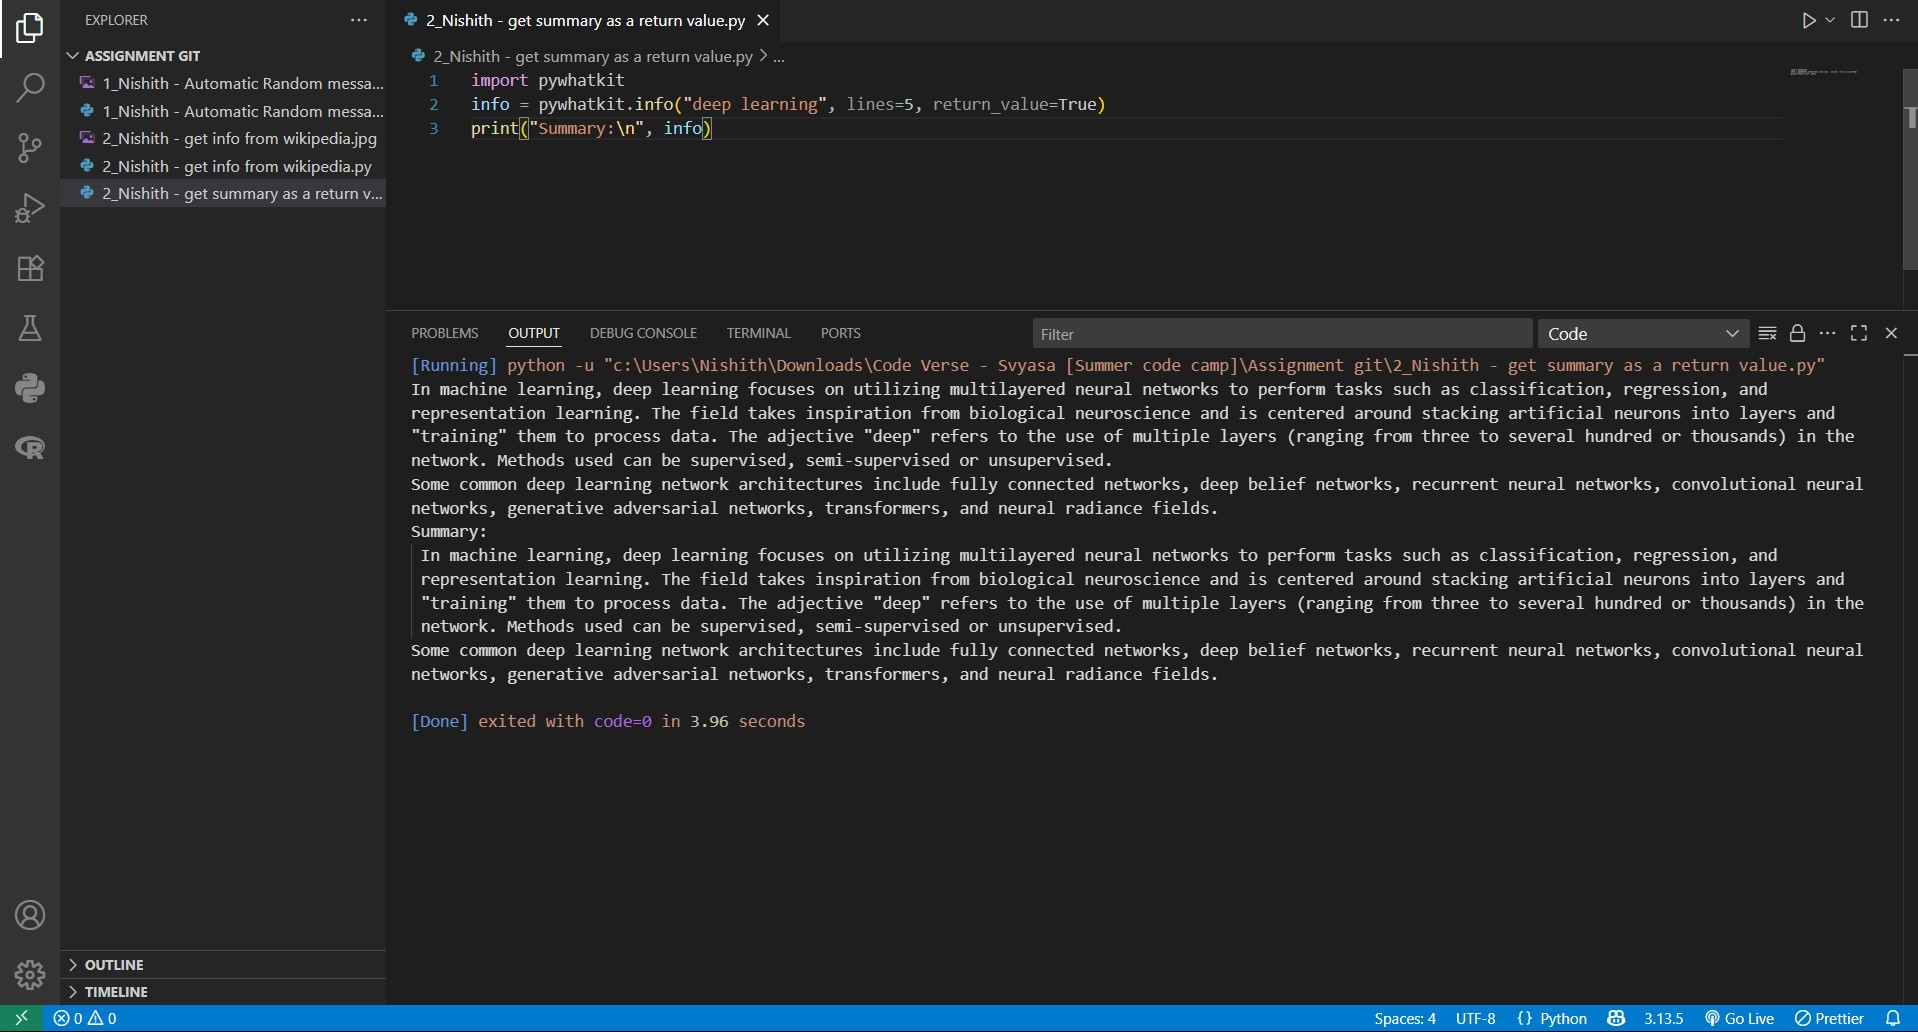 EXPLORER
ASSIGNMENT GIT
1_Nishith - Automatic Random messa...
1_Nishith - Automatic Random messa...
2_Nishith - get info from wikipedia.jpg
2_Nishith - get info from wikipedia.py
2_Nishith - get summary as a return v...
OUTLINE
TIMELINE
2_Nishith - get summary as a return value.py
2_Nishith - get summary as a return value.py > ...
1 import pywhatkit
2 info = pywhatkit.info("deep learning", lines=5, return_value=True)
3 print("Summary:\n", info)
PROBLEMS OUTPUT DEBUG CONSOLE TERMINAL PORTS Filter Code
[Running] python -u "c:\Users\Nishith\Downloads\Code Verse - Svyasa [Summer code camp]\Assignment git\2_Nishith - get summary as a return value.py"
In machine learning, deep learning focuses on utilizing multilayered neural networks to perform tasks such as classification, regression, and
representation learning. The field takes inspiration from biological neuroscience and is centered around stacking artificial neurons into layers and
"training" them to process data. The adjective "deep" refers to the use of multiple layers (ranging from three to several hundred or thousands) in the
network. Methods used can be supervised, semi-supervised or unsupervised.
Some common deep learning network architectures include fully connected networks, deep belief networks, recurrent neural networks, convolutional neural
networks, generative adversarial networks, transformers, and neural radiance fields.
Summary:
In machine learning, deep learning focuses on utilizing multilayered neural networks to perform tasks such as classification, regression, and
representation learning. The field takes inspiration from biological neuroscience and is centered around stacking artificial neurons into layers and
"training" them to process data. The adjective "deep" refers to the use of multiple layers (ranging from three to several hundred or thousands) in the
network. Methods used can be supervised, semi-supervised or unsupervised.
Some common deep learning network architectures include fully connected networks, deep belief networks, recurrent neural networks, convolutional neural
networks, generative adversarial networks, transformers, and neural radiance fields.
[Done] exited with code=0 in 3.96 seconds
0 0 Spaces: 4 UTF-8 {} Python 3.13.5 Go Live Prettier